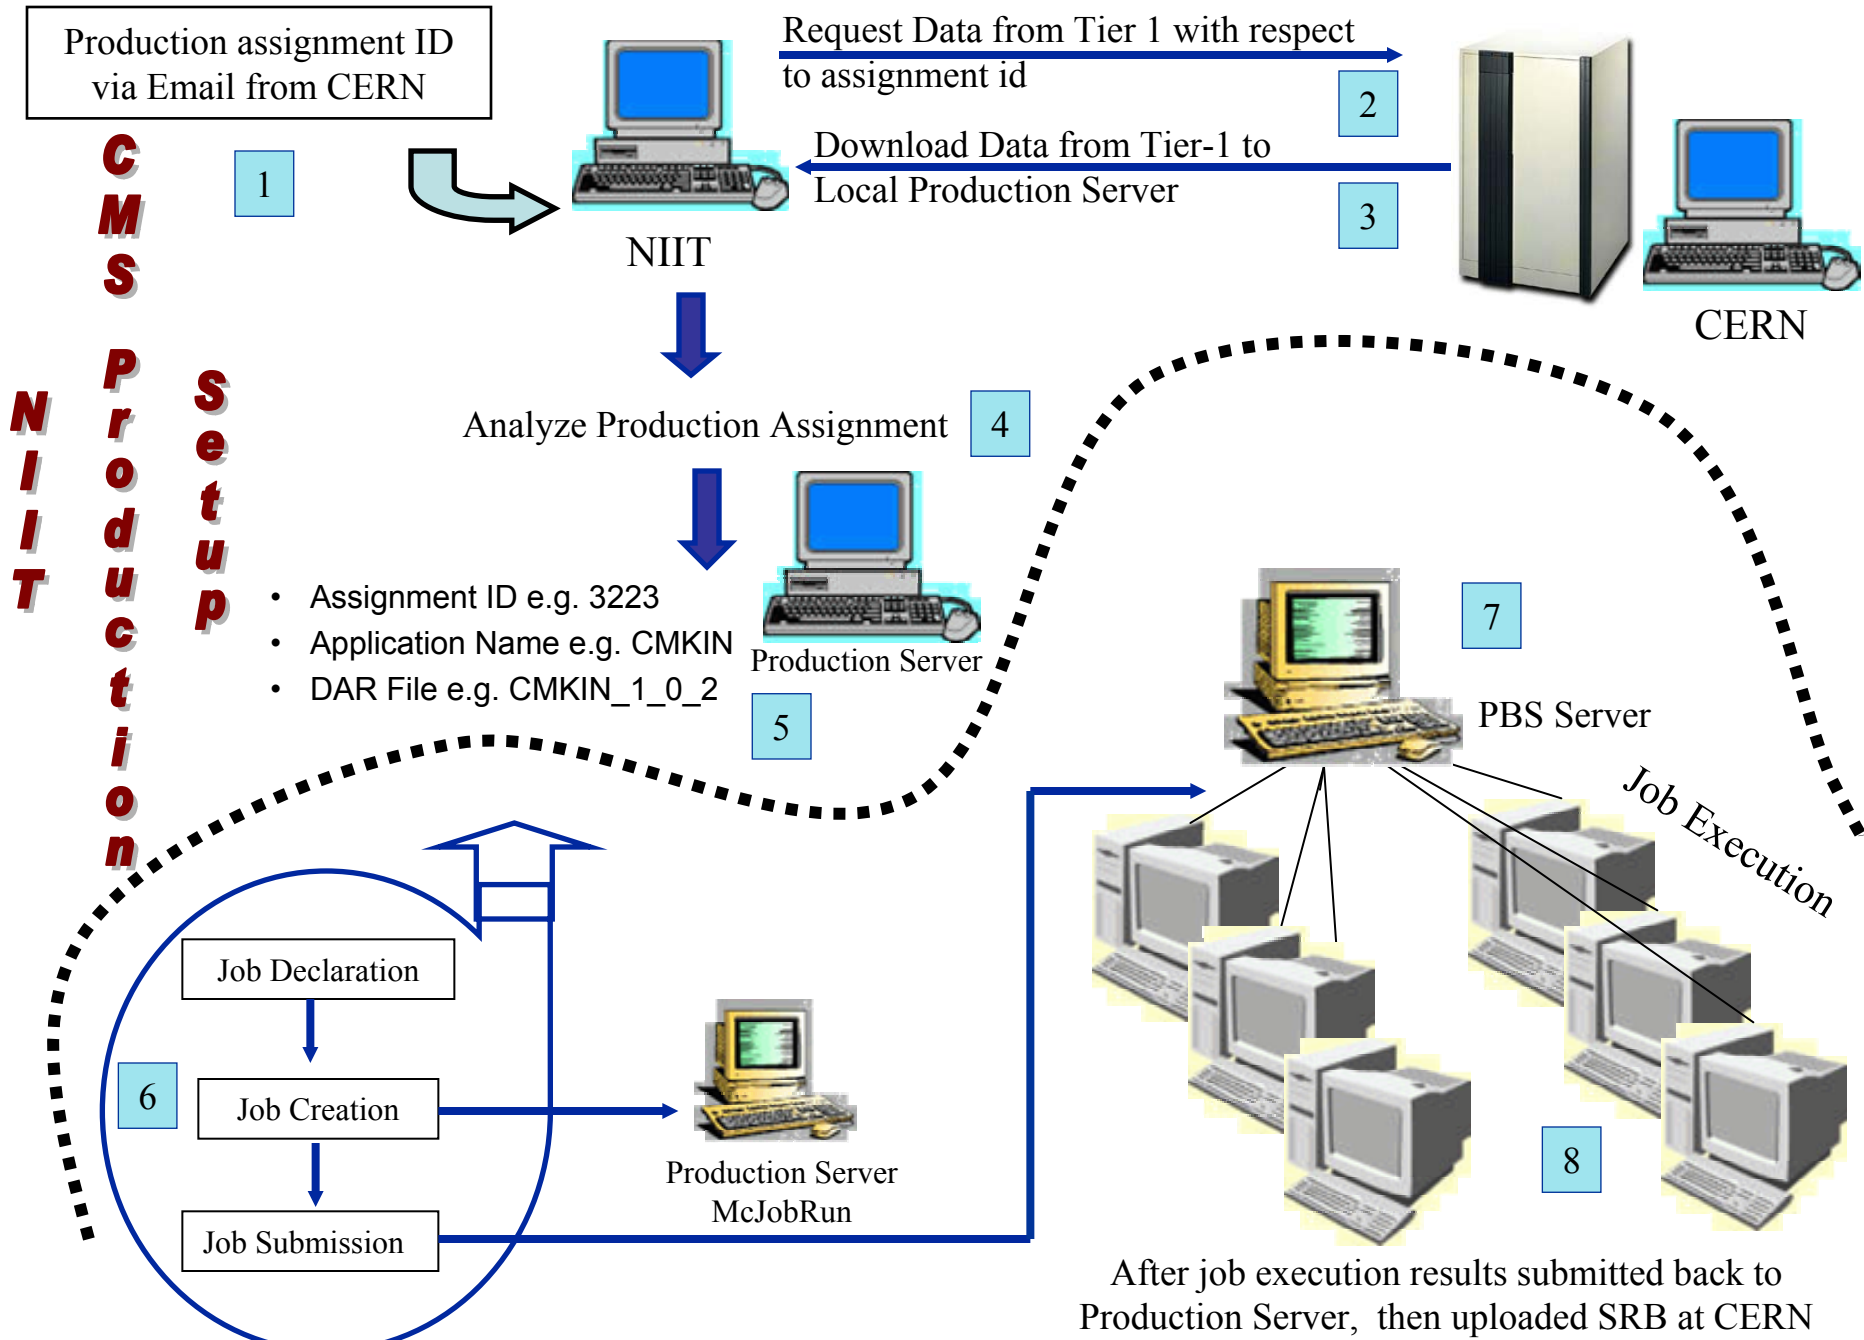 Production assignment ID
via Email from CERN
1
Request Data from Tier 1 with respect
to assignment id
2
Download Data from Tier-1 to
Local Production Server
3
NIIT
CERN
NIIT
CMS Production
Setup
Analyze Production Assignment
4
• Assignment ID e.g. 3223
• Application Name e.g. CMKIN
• DAR File e.g. CMKIN_1_0_2
Production Server
5
7
PBS Server
Job Execution
Job Declaration
6
Job Creation
Job Submission
Production Server
McJobRun
8
After job execution results submitted back to
Production Server, then uploaded SRB at CERN